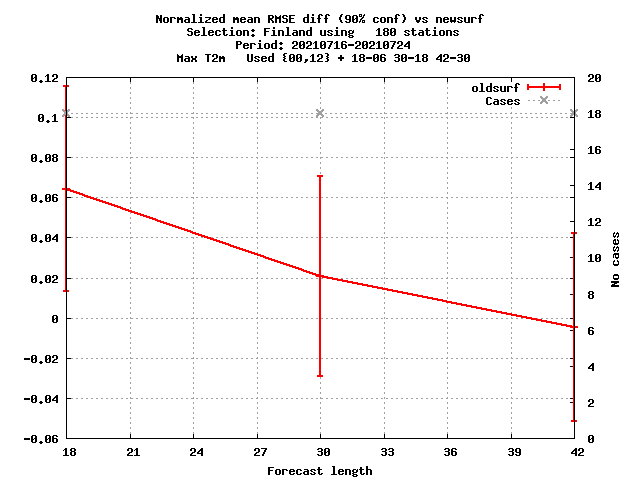 Normalized mean RMSE diff (90% conf) vs newsurf
Selection: Finland using   180 stations
Period: 20210716-20210724
Max T2m   Used {00,12} + 18-06 30-18 42-30
oldsurf
Cases
0.12
0.1
0.08
0.06
0.04
0.02
0
-0.02
-0.04
-0.06
20
18
16
14
12
10
8
6
4
2
0
No cases
18 21 24 27 30 33 36 39 42
Forecast length